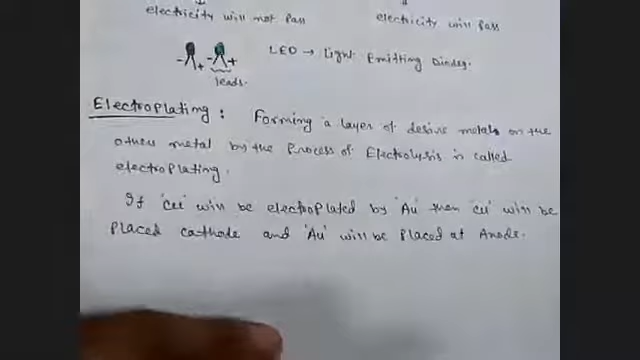 electricity will not pass
electricity will pass
- + - + LED → Light Emitting Diodes.
leads.
Electroplating : Forming a layer of desire metals on the
other metal by the process of Electrolysis is called
electroplating.
If 'Cu' will be electroplated by 'Au' then 'Cu' will be
placed cathode and 'Au' will be placed at Anode.